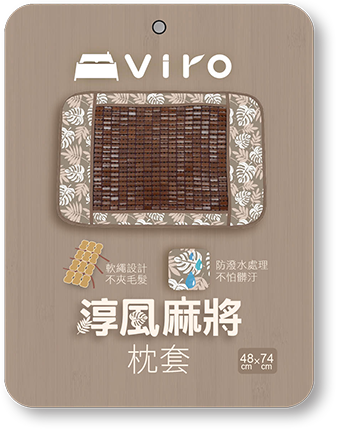 viro
軟繩設計
不夾毛髮
防潑水處理
不怕髒汙
淳風麻將
枕套
48cm×74cm